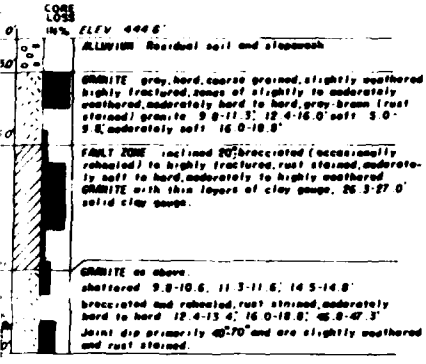 CORE
LOSS
IN %
0' ELEV 444.6'
ALLUVIUM Residual soil and slopewash
GRANITE gray, hard, coarse grained, slightly weathered
highly fractured, zones of slightly to moderately
weathered, moderately hard to hard, gray-brown (rust
stained) granite 9.8-11.3', 12.4-16.0' soft 5.0-
9.8', moderately soft 16.0-18.8'
FAULT ZONE inclined 20°, brecciated (occasionally
rehealed) to highly fractured, rust stained, moderate-
ly soft to hard, moderately to highly weathered
GRANITE with thin layers of clay gouge, 26.3-27.0'
solid clay gouge.
GRANITE as above.
shattered 9.8-10.6, 11.3-11.6, 14.5-14.8'
brecciated and rehealed, rust stained, moderately
hard to hard 12.4-13.4', 16.0-18.8', 46.8-47.3'
Joint dip primarily 40°-70° and are slightly weathered
and rust stained.